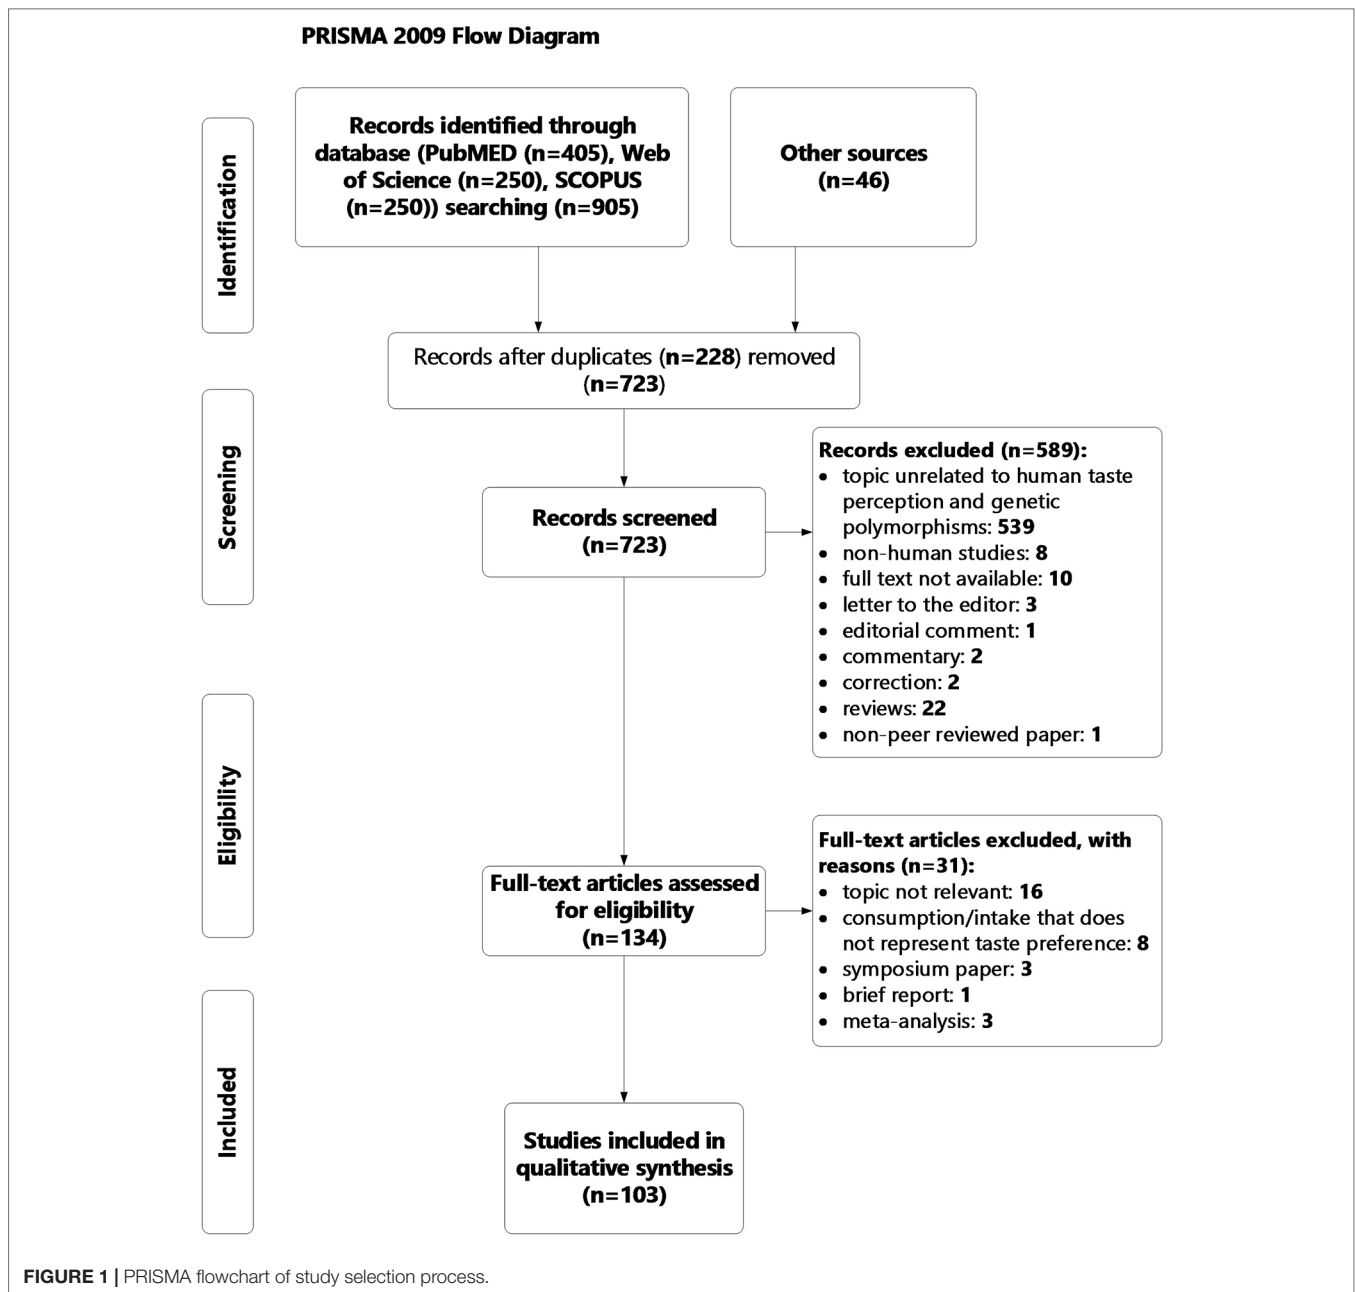 PRISMA 2009 Flow Diagram
Identification
Records identified through
database (PubMED (n=405), Web
of Science (n=250), SCOPUS
(n=250)) searching (n=905)
Other sources
(n=46)
Records after duplicates (n=228) removed
(n=723)
Screening
Records screened
(n=723)
Records excluded (n=589):
• topic unrelated to human taste
perception and genetic
polymorphisms: 539
• non-human studies: 8
• full text not available: 10
• letter to the editor: 3
• editorial comment: 1
• commentary: 2
• correction: 2
• reviews: 22
• non-peer reviewed paper: 1
Eligibility
Full-text articles assessed
for eligibility
(n=134)
Full-text articles excluded, with
reasons (n=31):
• topic not relevant: 16
• consumption/intake that does
not represent taste preference: 8
• symposium paper: 3
• brief report: 1
• meta-analysis: 3
Included
Studies included in
qualitative synthesis
(n=103)
FIGURE 1 | PRISMA flowchart of study selection process.